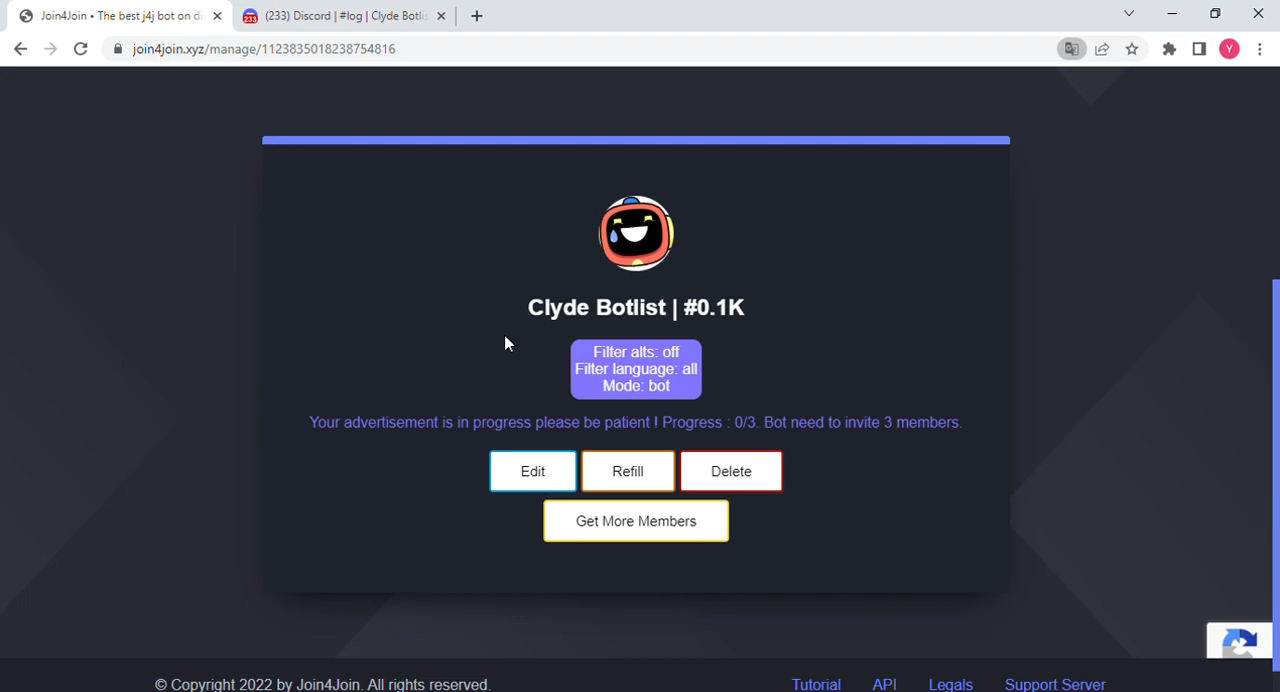 Join4Join • The best j4j bot on di
(233) Discord | #log | Clyde Botlis
join4join.xyz/manage/1123835018238754816
Y
Clyde Botlist | #0.1K
Filter alts: off
Filter language: all
Mode: bot
Your advertisement is in progress please be patient ! Progress : 0/3. Bot need to invite 3 members.
Edit Refill Delete
Get More Members
© Copyright 2022 by Join4Join. All rights reserved. Tutorial API Legals Support Server